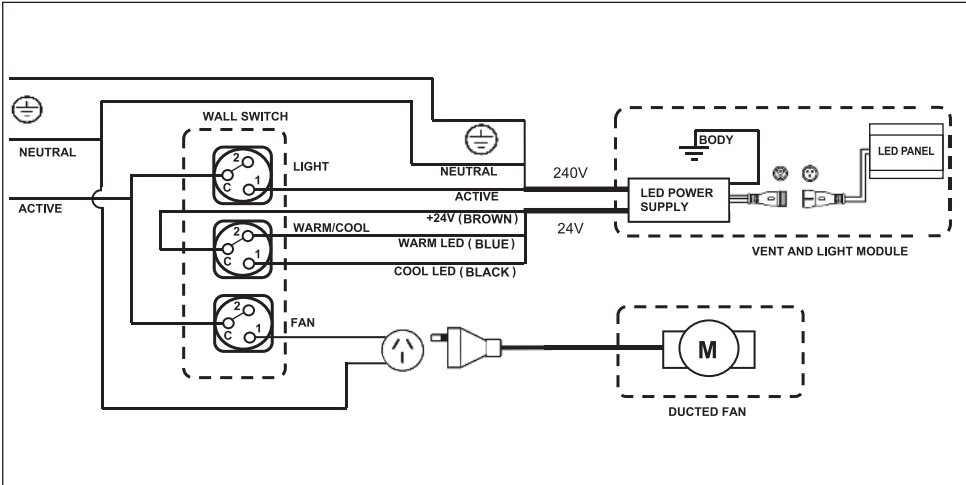 WALL SWITCH
NEUTRAL
ACTIVE
2
C
1
LIGHT
2
C
1
WARM/COOL
2
C
1
FAN
NEUTRAL
ACTIVE
+24V (BROWN)
WARM LED ( BLUE)
COOL LED ( BLACK)
240V
24V
BODY
LED POWER
SUPPLY
LED PANEL
VENT AND LIGHT MODULE
M
DUCTED FAN